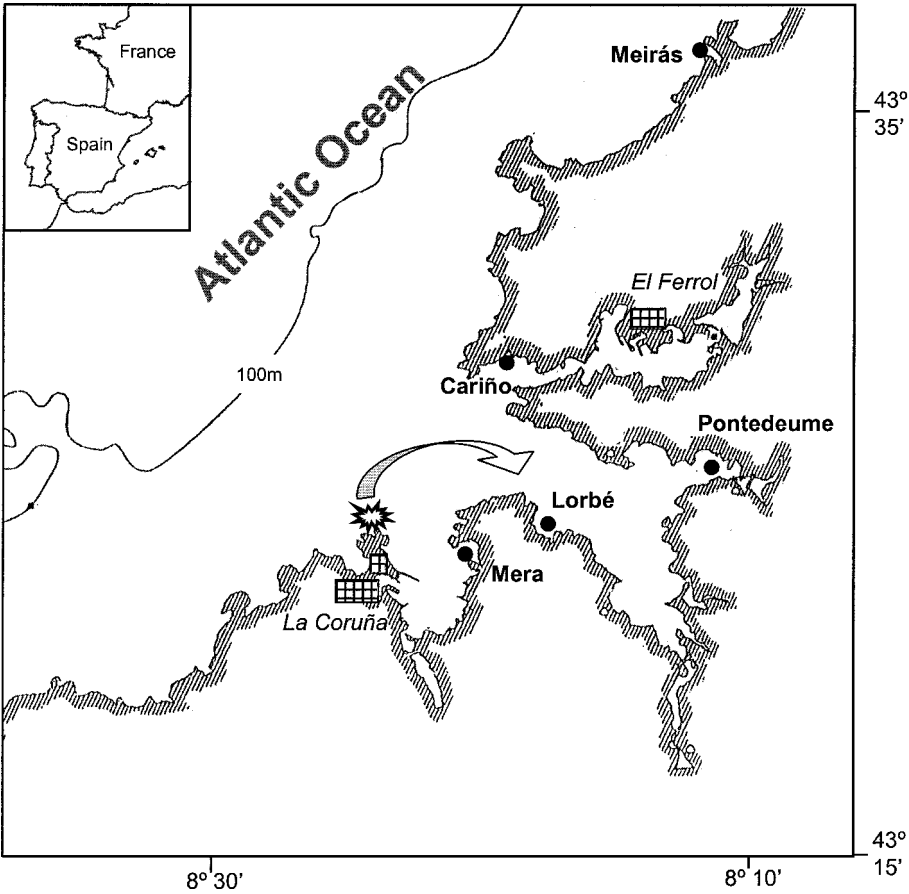 France
Spain
Atlantic Ocean
100m
Meirás
43º
35'
El Ferrol
Cariño
Pontedeume
Lorbé
Mera
La Coruña
43º
15'
8º 30'
8º 10'